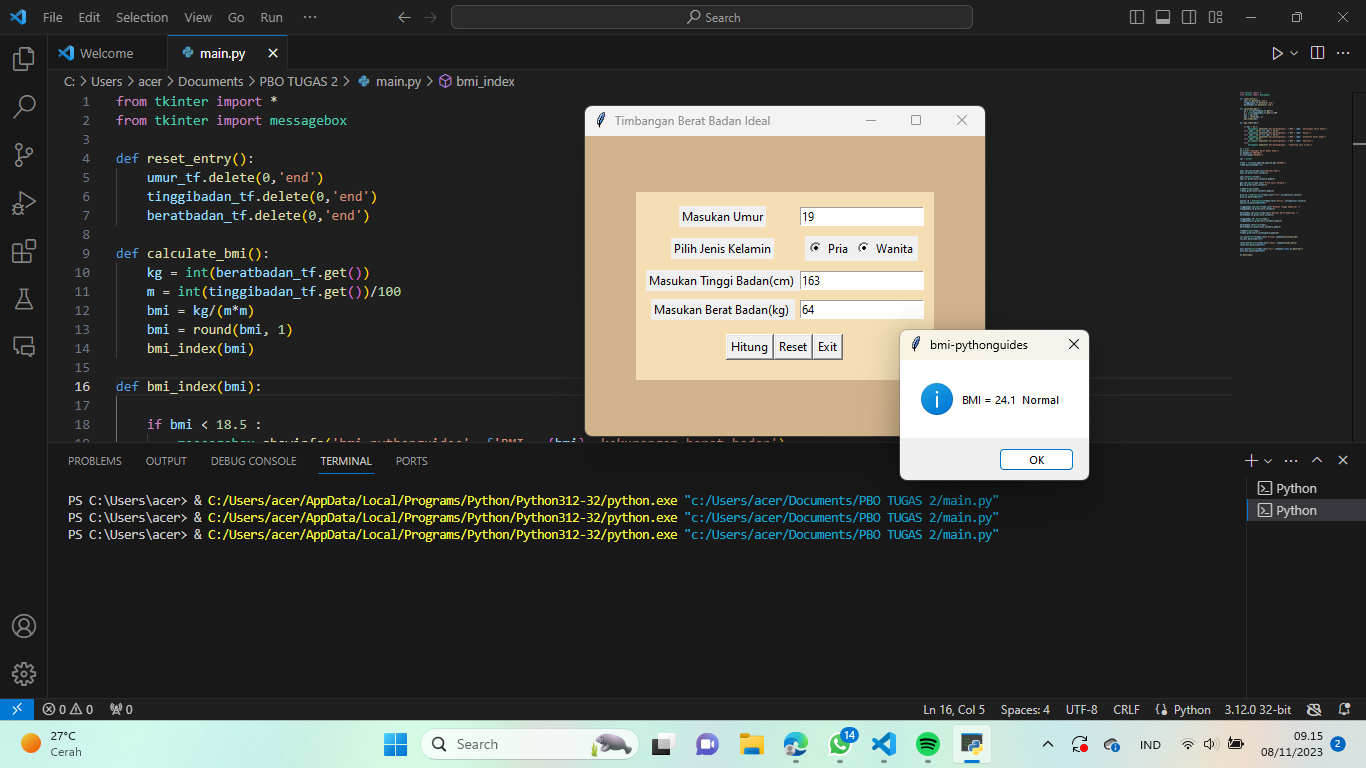 File Edit Selection View Go Run ··· Search
Welcome main.py
C: > Users > acer > Documents > PBO TUGAS 2 > main.py > bmi_index
1 from tkinter import *
2 from tkinter import messagebox
3
4 def reset_entry():
5 umur_tf.delete(0,'end')
6 tinggibadan_tf.delete(0,'end')
7 beratbadan_tf.delete(0,'end')
8
9 def calculate_bmi():
10 kg = int(beratbadan_tf.get())
11 m = int(tinggibadan_tf.get())/100
12 bmi = kg/(m*m)
13 bmi = round(bmi, 1)
14 bmi_index(bmi)
15
16 def bmi_index(bmi):
17
18 if bmi < 18.5 :
Timbangan Berat Badan Ideal
Masukan Umur 19
Pilih Jenis Kelamin Pria Wanita
Masukan Tinggi Badan(cm) 163
Masukan Berat Badan(kg) 64
Hitung Reset Exit
bmi-pythonguides
BMI = 24.1 Normal
OK
PROBLEMS OUTPUT DEBUG CONSOLE TERMINAL PORTS
PS C:\Users\acer> & C:/Users/acer/AppData/Local/Programs/Python/Python312-32/python.exe "c:/Users/acer/Documents/PBO TUGAS 2/main.py"
PS C:\Users\acer> & C:/Users/acer/AppData/Local/Programs/Python/Python312-32/python.exe "c:/Users/acer/Documents/PBO TUGAS 2/main.py"
PS C:\Users\acer> & C:/Users/acer/AppData/Local/Programs/Python/Python312-32/python.exe "c:/Users/acer/Documents/PBO TUGAS 2/main.py"
Python
Python
0 0 0 Ln 16, Col 5 Spaces: 4 UTF-8 CRLF Python 3.12.0 32-bit
27°C
Cerah
Search
14
IND
09.15
08/11/2023
2